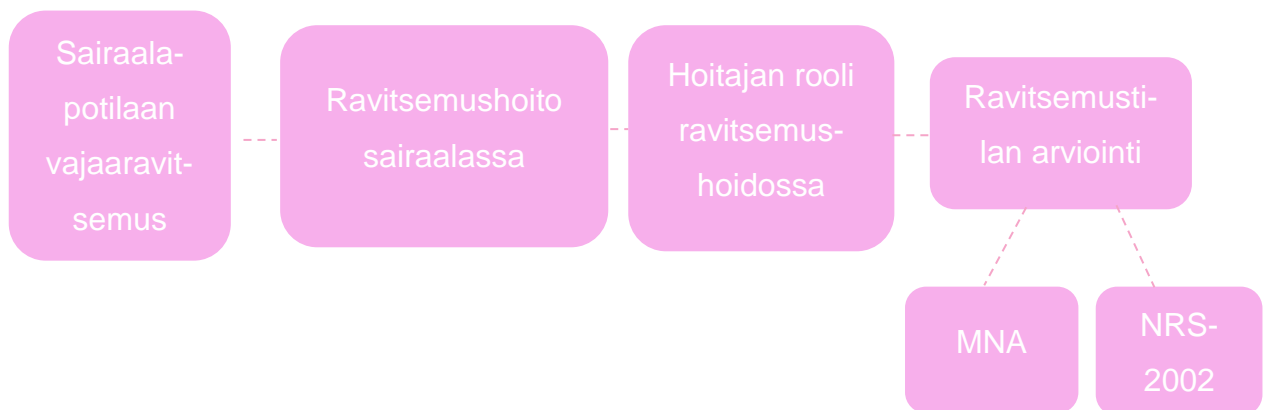 Sairaala-
potilaan
vajaaravit-
semus
Ravitsemushoito
sairaalassa
Hoitajan rooli
ravitsemus-
hoidossa
Ravitsemusti-
lan arviointi
MNA
NRS-
2002